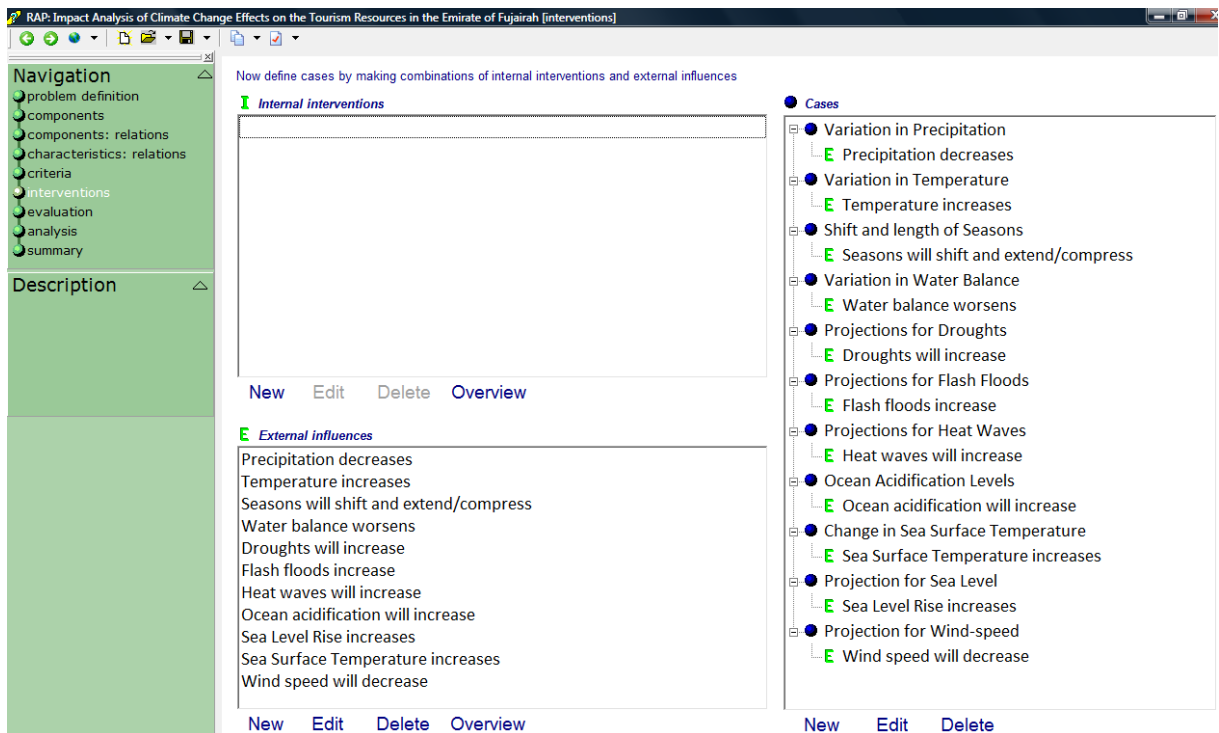 RAP: Impact Analysis of Climate Change Effects on the Tourism Resources in the Emirate of Fujairah [interventions]
Navigation
problem definition
components
components: relations
characteristics: relations
criteria
interventions
evaluation
analysis
summary
Description
Now define cases by making combinations of internal interventions and external influences
I Internal interventions
New Edit Delete Overview
E External influences
Precipitation decreases
Temperature increases
Seasons will shift and extend/compress
Water balance worsens
Droughts will increase
Flash floods increase
Heat waves will increase
Ocean acidification will increase
Sea Level Rise increases
Sea Surface Temperature increases
Wind speed will decrease
New Edit Delete Overview
Cases
Variation in Precipitation
E Precipitation decreases
Variation in Temperature
E Temperature increases
Shift and length of Seasons
E Seasons will shift and extend/compress
Variation in Water Balance
E Water balance worsens
Projections for Droughts
E Droughts will increase
Projections for Flash Floods
E Flash floods increase
Projections for Heat Waves
E Heat waves will increase
Ocean Acidification Levels
E Ocean acidification will increase
Change in Sea Surface Temperature
E Sea Surface Temperature increases
Projection for Sea Level
E Sea Level Rise increases
Projection for Wind-speed
E Wind speed will decrease
New Edit Delete